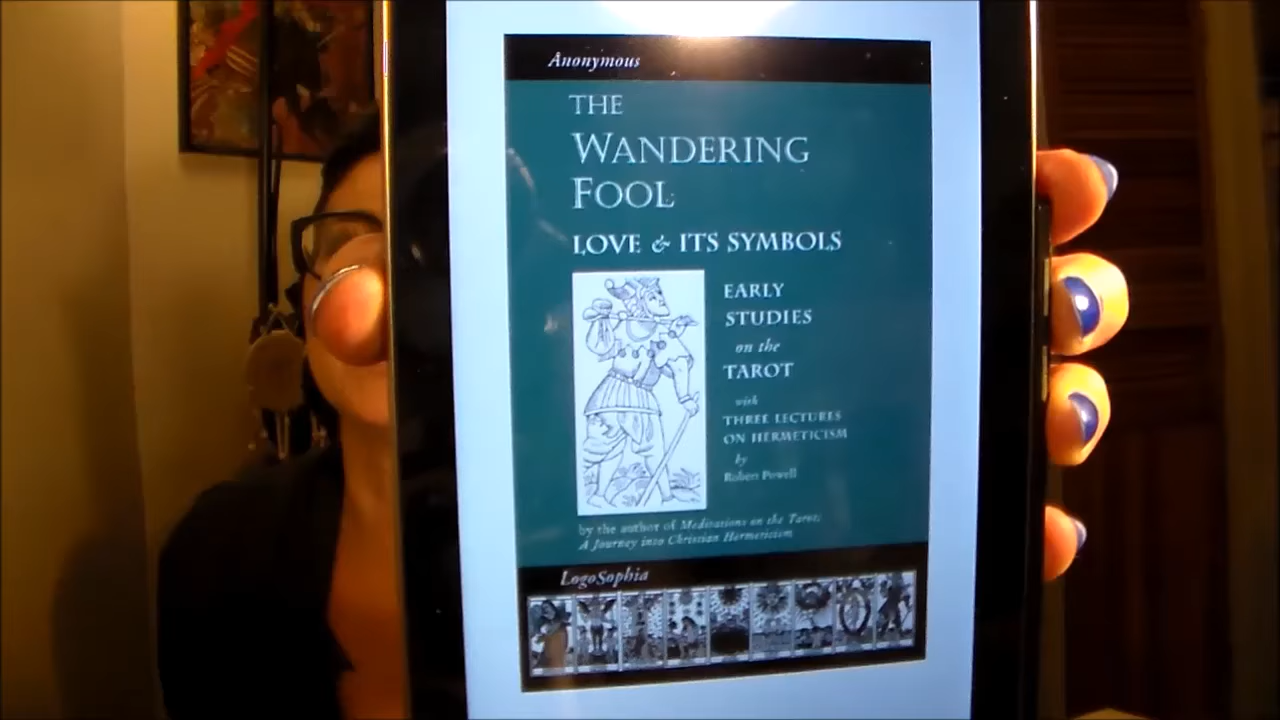 Anonymous
THE
WANDERING
FOOL
LOVE & ITS SYMBOLS
EARLY
STUDIES
on the
TAROT
with
THREE LECTURES
ON HERMETICISM
by
Robert Powell
by the author of Meditations on the Tarot:
A Journey into Christian Hermeticism
LogoSophia